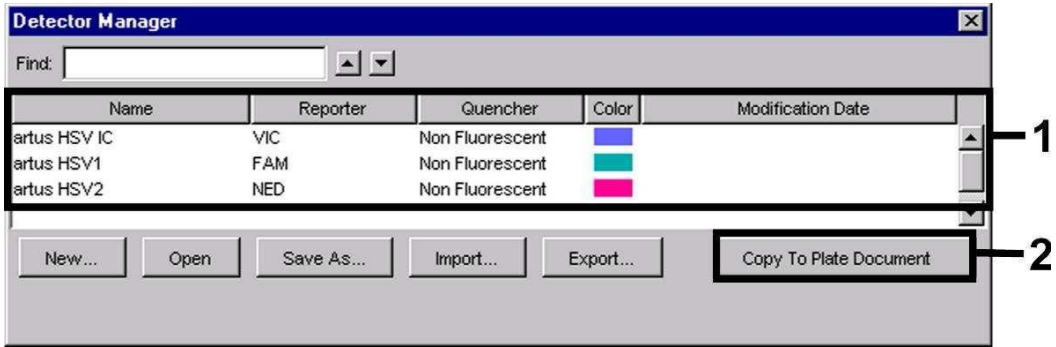 Detector Manager
Find:
Name Reporter Quencher Color Modification Date
artus HSV IC VIC Non Fluorescent
artus HSV1 FAM Non Fluorescent
artus HSV2 NED Non Fluorescent
1
New... Open Save As... Import... Export... Copy To Plate Document
2